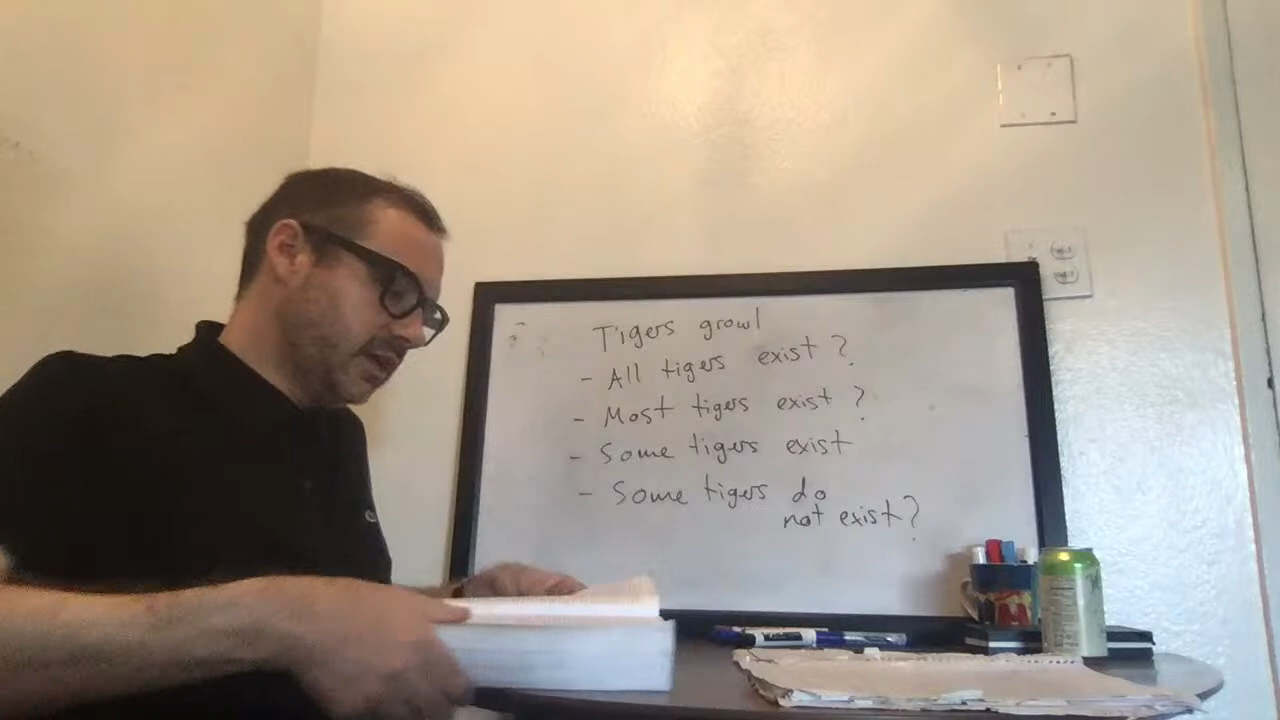 Tigers growl
- All tigers exist?
- Most tigers exist?
- Some tigers exist
- Some tigers do
not exist?